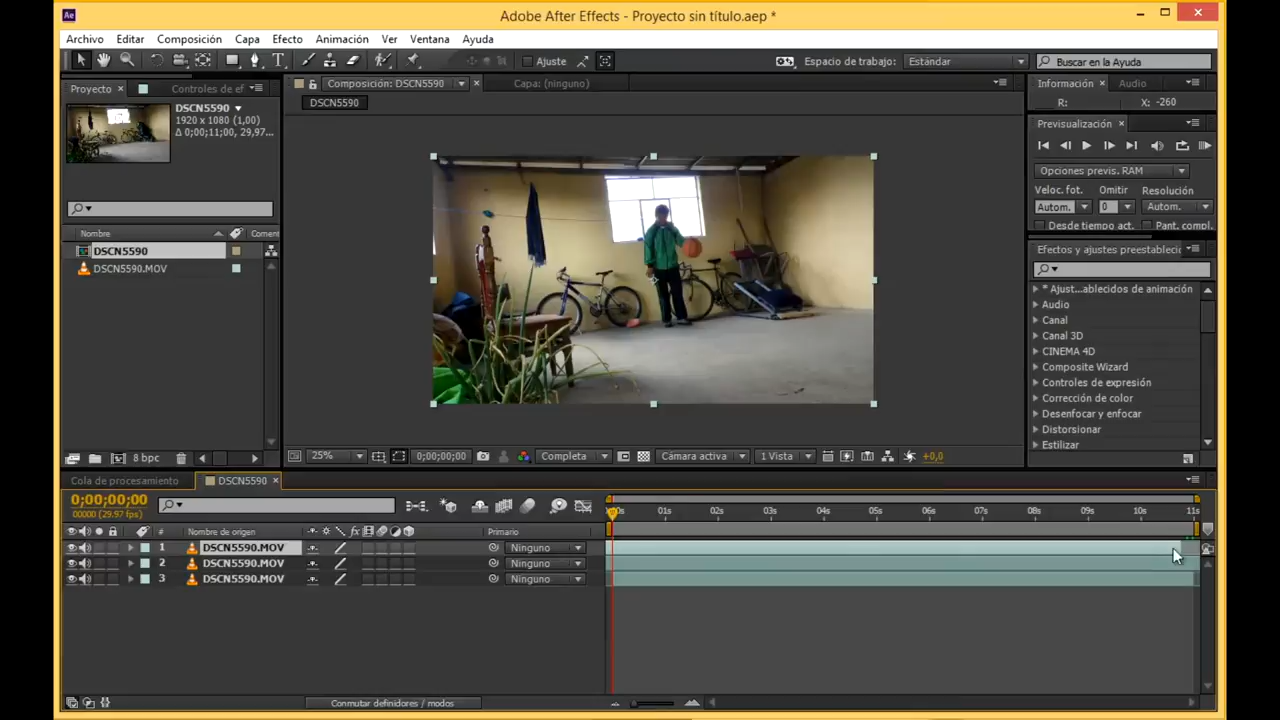 Ae
Adobe After Effects - Proyecto sin título.aep *
Archivo Editar Composición Capa Efecto Animación Ver Ventana Ayuda
Ajuste Espacio de trabajo: Estándar Buscar en la Ayuda
Proyecto × Controles de ef
Composición: DSCN5590 Capa: (ninguno)
Información × Audio
DSCN5590
DSCN5590
1920 x 1080 (1,00)
Δ 0;00;11;00, 29,97...
R: X: -260
Previsualización ×
Opciones previs. RAM
Veloc. fot. Omitir Resolución
Autom. 0 Autom.
Desde tiempo act. Pant. compl.
Nombre Coment
DSCN5590
DSCN5590.MOV
Efectos y ajustes preestableci
* Ajust...ablecidos de animación
Audio
Canal
Canal 3D
CINEMA 4D
Composite Wizard
Controles de expresión
Corrección de color
Desenfocar y enfocar
Distorsionar
Estilizar
8 bpc
25% 0;00;00;00 Completa Cámara activa 1 Vista +0,0
Cola de procesamiento DSCN5590 ×
0;00;00;00
00000 (29.97 fps)
01s 02s 03s 04s 05s 06s 07s 08s 09s 10s 11s
# Nombre de origen fx Primario
1 DSCN5590.MOV Ninguno
2 DSCN5590.MOV Ninguno
3 DSCN5590.MOV Ninguno
Conmutar definidores / modos